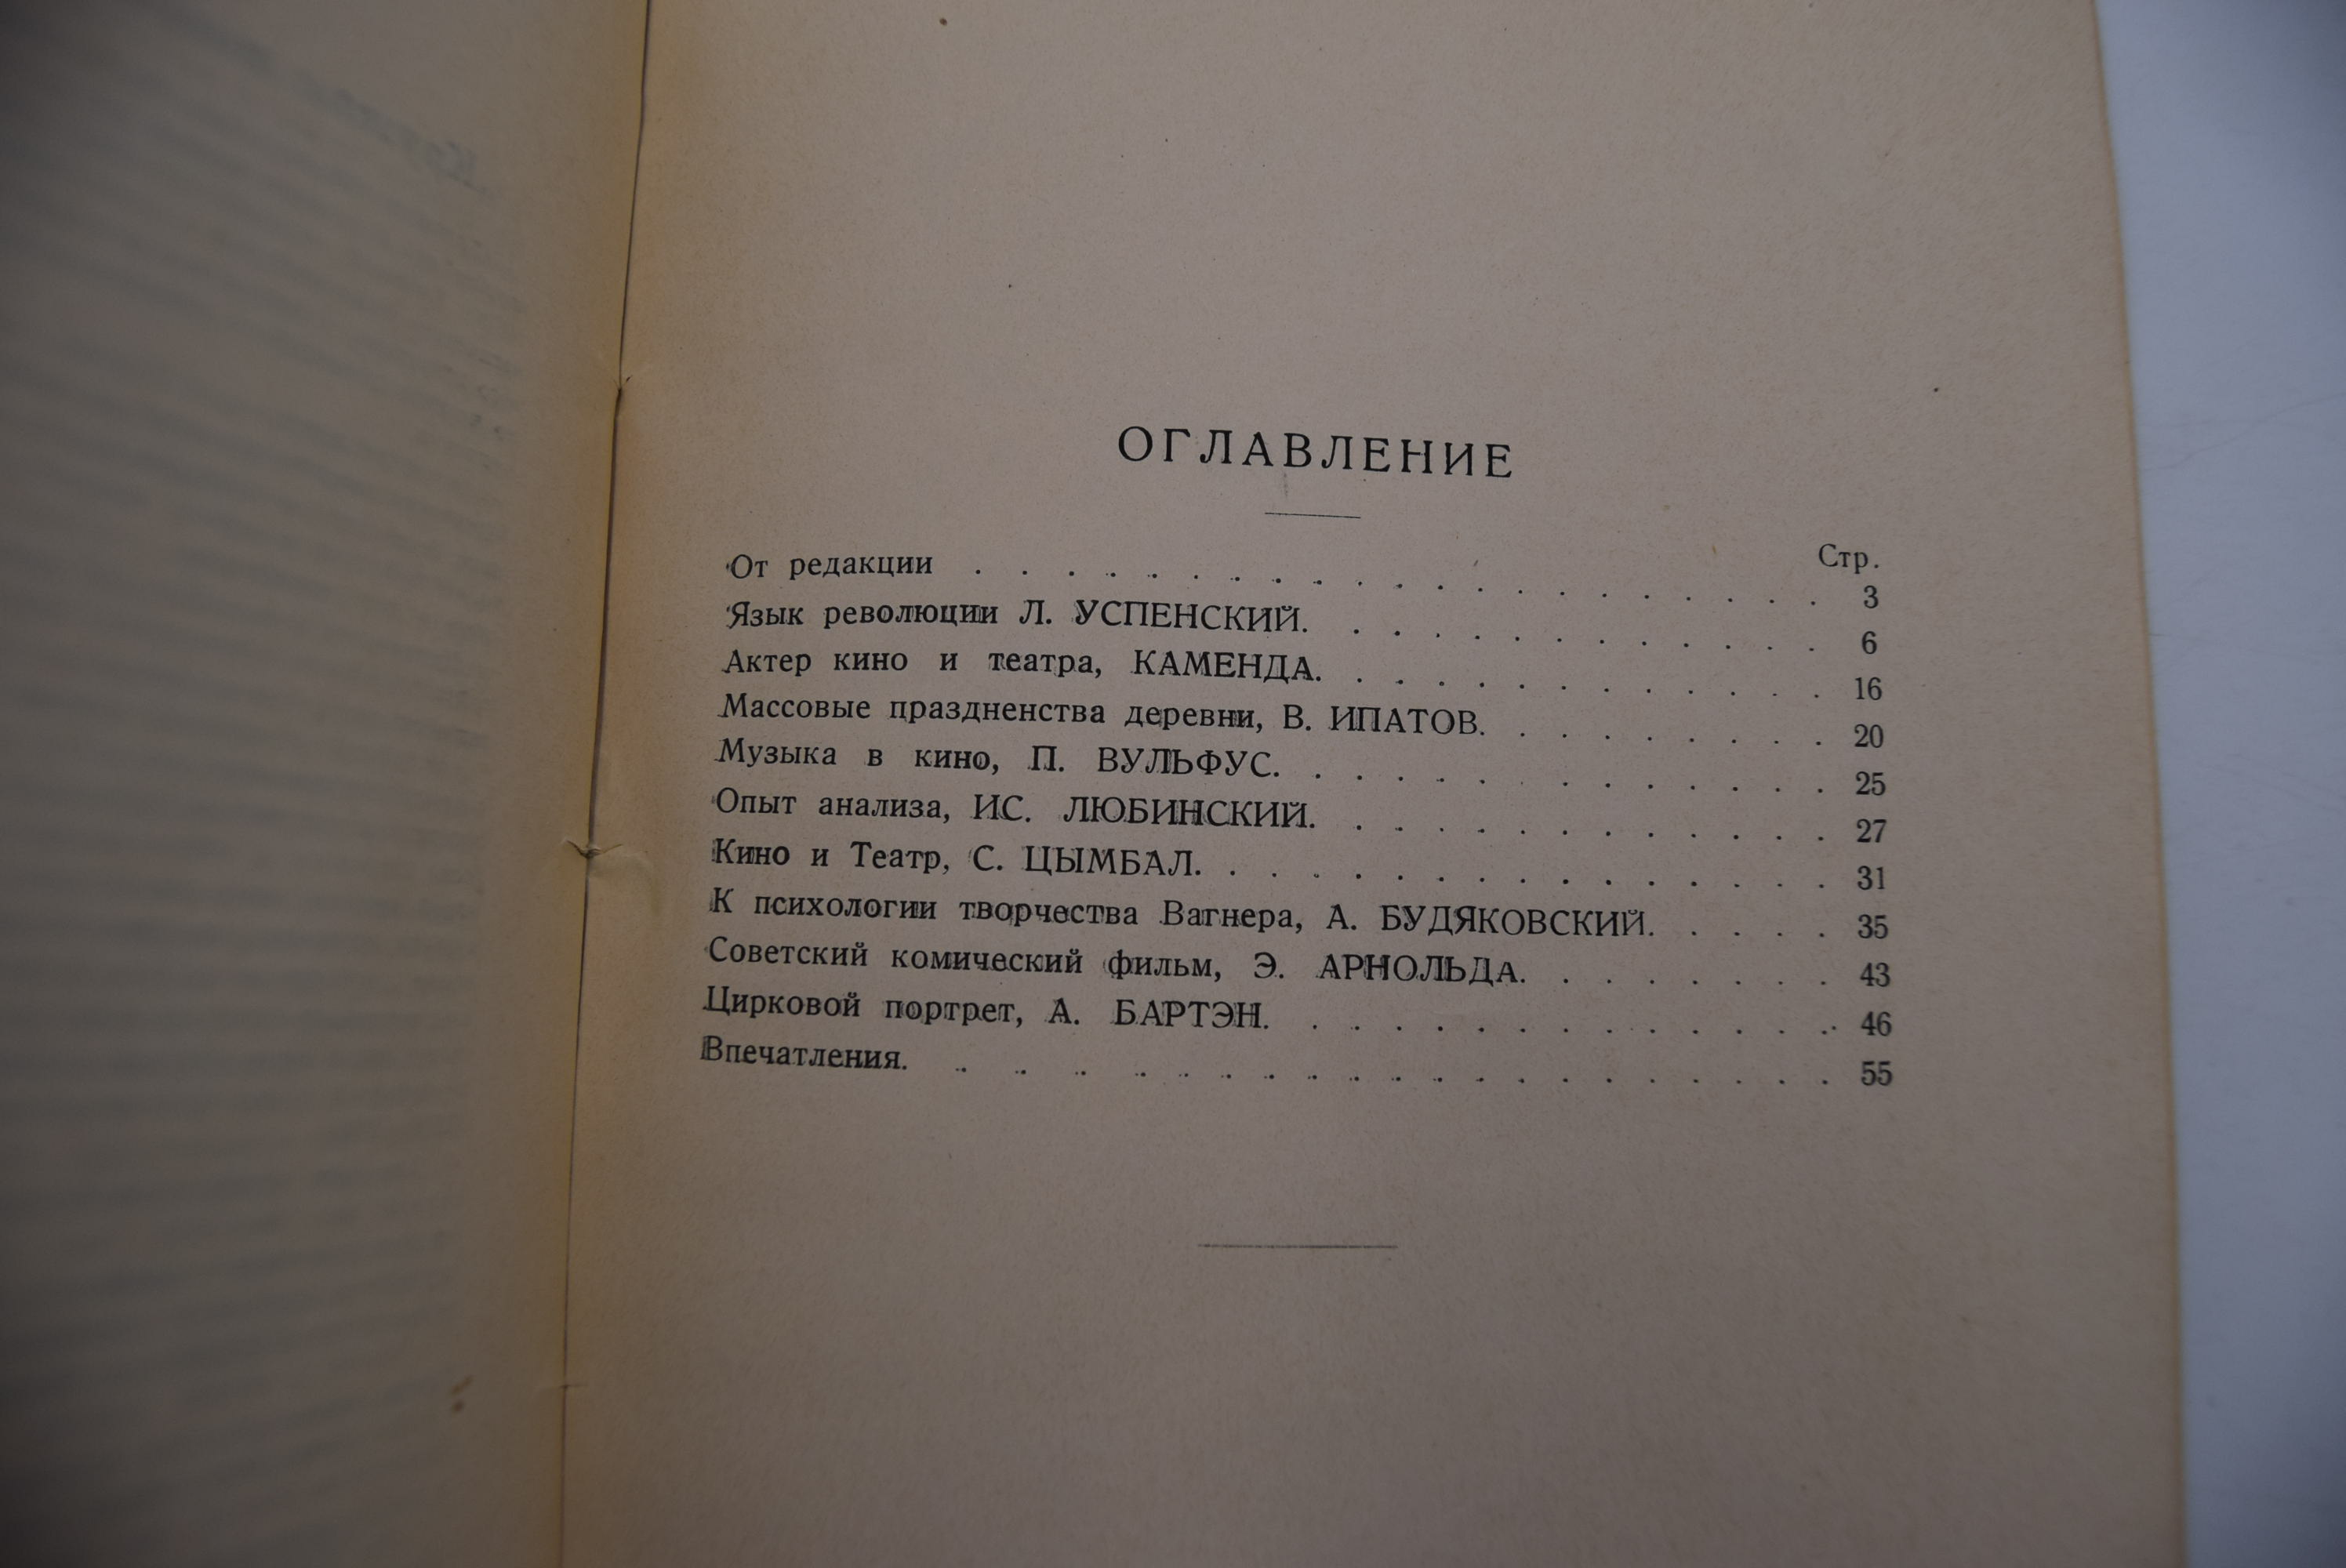 ОГЛАВЛЕНИЕ
Стр.
От редакции . . . . . . . . . . . . . . . . . . . . . 3
Язык революции Л. УСПЕНСКИЙ. . . . . . . . . . . . . 6
Актер кино и театра, КАМЕНДА. . . . . . . . . . . . . 16
Массовые праздненства деревни, В. ИПАТОВ. . . . . . . . . 20
Музыка в кино, П. ВУЛЬФУС. . . . . . . . . . . . . . 25
Опыт анализа, ИС. ЛЮБИНСКИЙ. . . . . . . . . . . . . 27
Кино и Театр, С. ЦЫМБАЛ. . . . . . . . . . . . . . . . 31
К психологии творчества Вагнера, А. БУДЯКОВСКИЙ. . . . . 35
Советский комический фильм, Э. АРНОЛЬДА. . . . . . . . 43
Цирковой портрет, А. БАРТЭН. . . . . . . . . . . . . . 46
Впечатления. . . . . . . . . . . . . . . . . . . . . 55